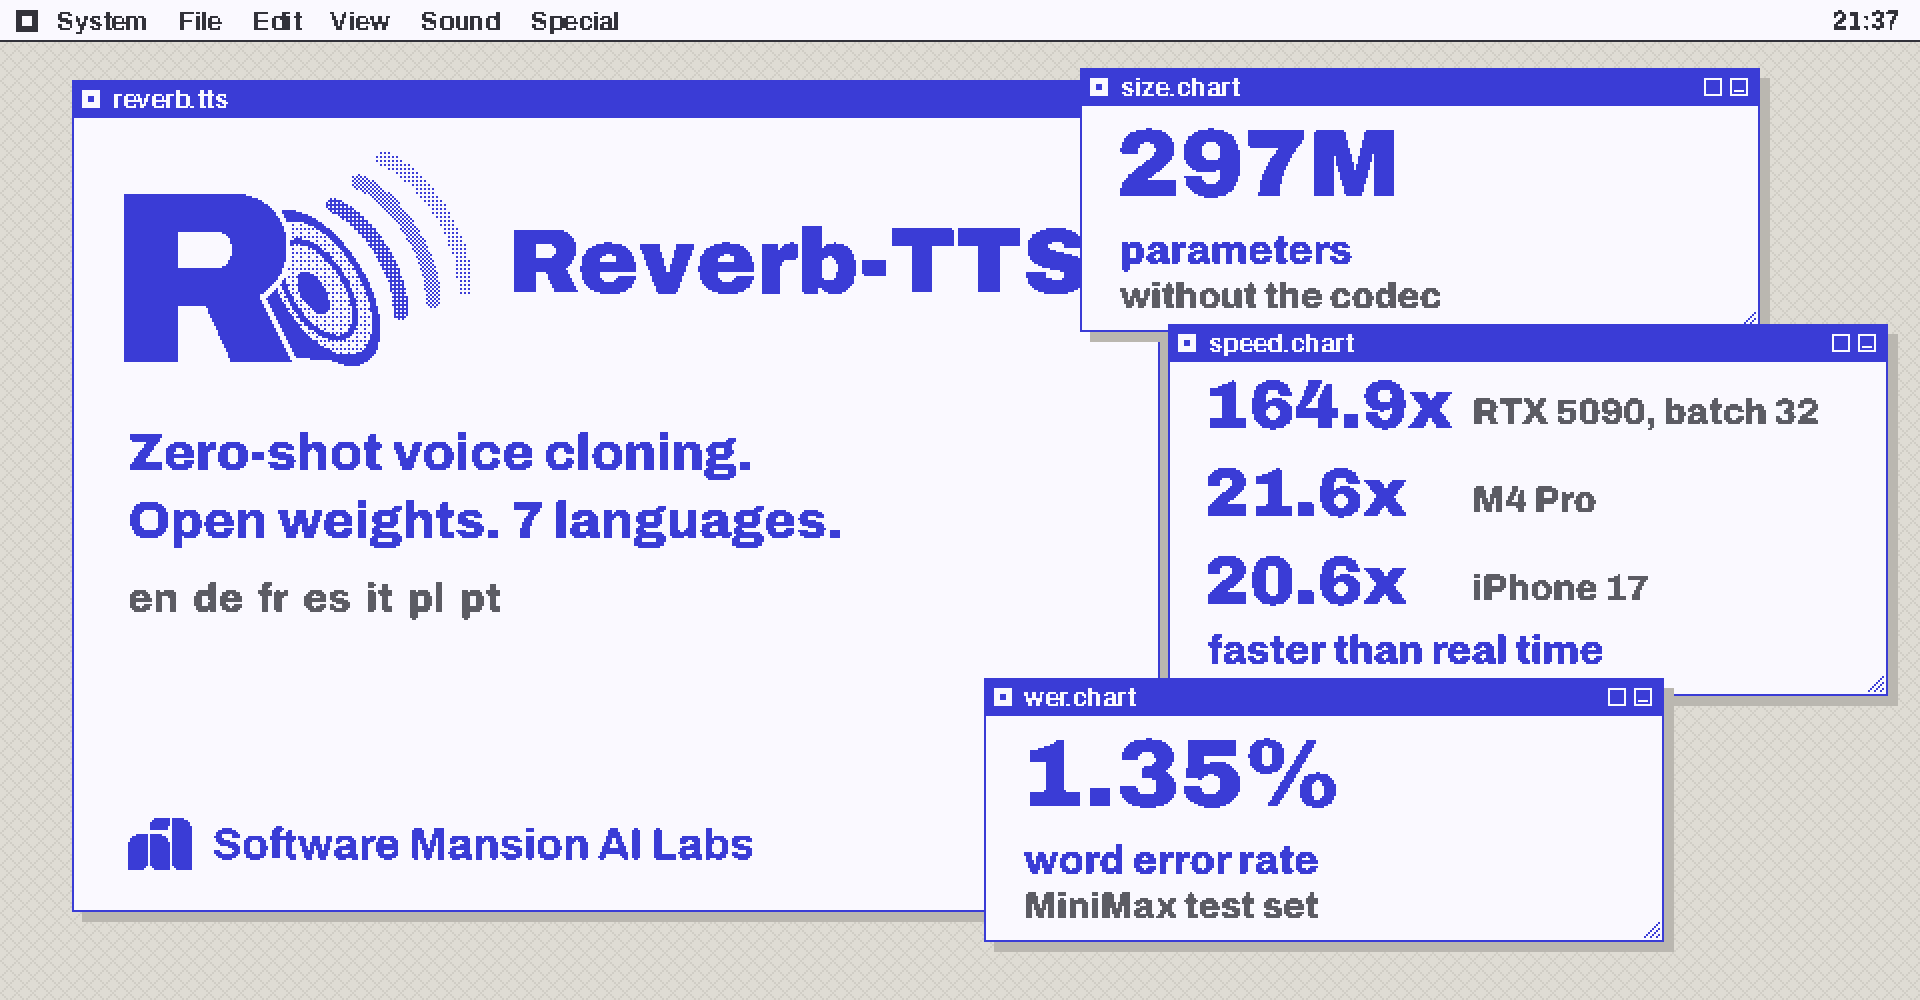 System File Edit View Sound Special 21:37
reverb.tts
Reverb-TTS
Zero-shot voice cloning.
Open weights. 7 languages.
en de fr es it pl pt
Software Mansion AI Labs
size.chart
297M
parameters
without the codec
speed.chart
164.9x RTX 5090, batch 32
21.6x M4 Pro
20.6x iPhone 17
faster than real time
wer.chart
1.35%
word error rate
MiniMax test set